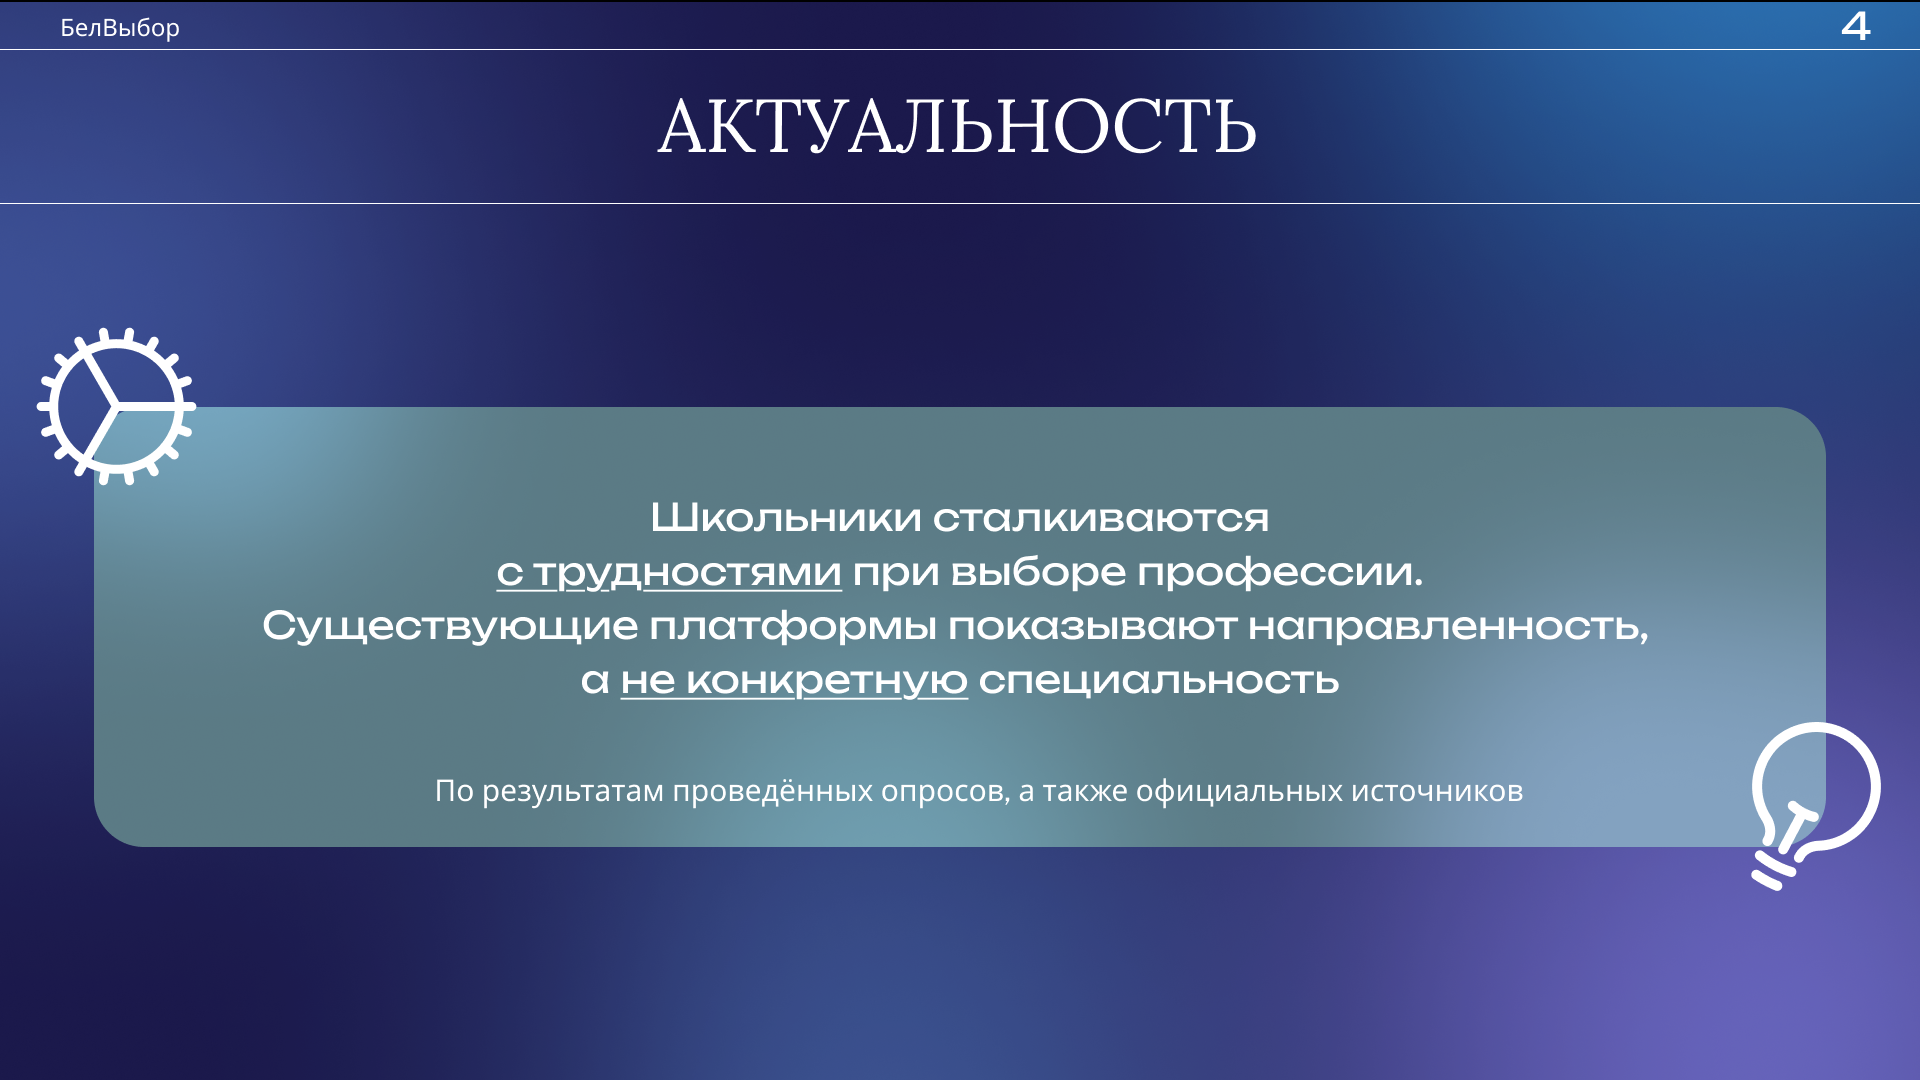 БелВыбор
4
АКТУАЛЬНОСТЬ
Школьники сталкиваются
с трудностями при выборе профессии.
Существующие платформы показывают направленность,
а не конкретную специальность
По результатам проведённых опросов, а также официальных источников